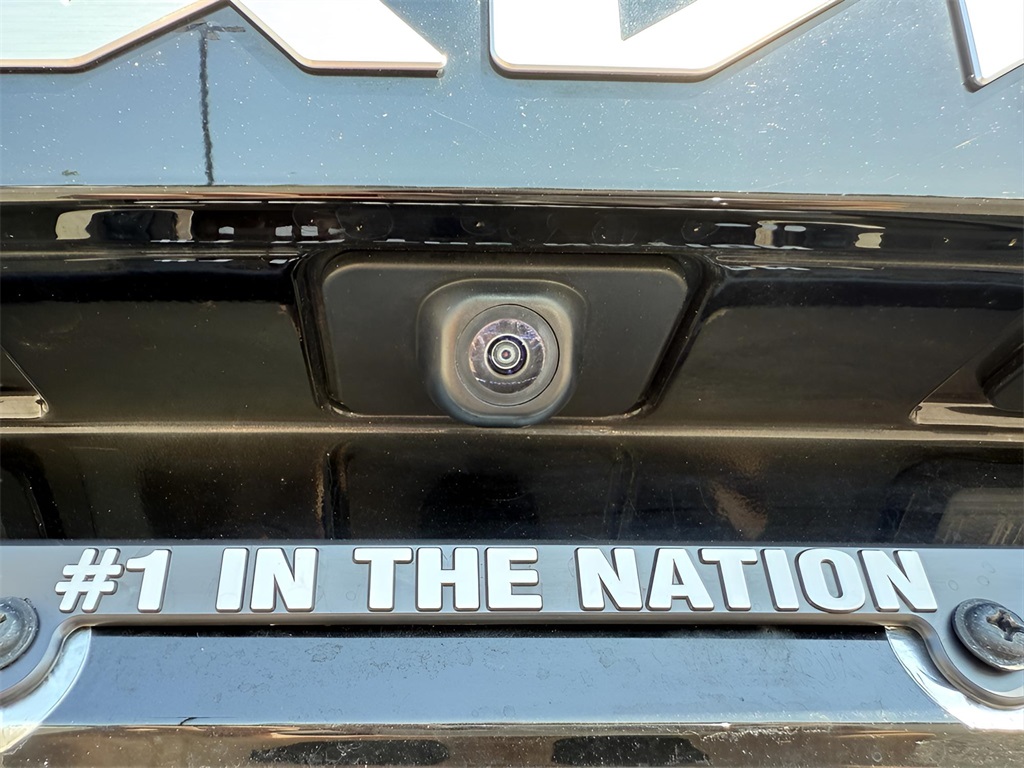 #1 IN THE NATION